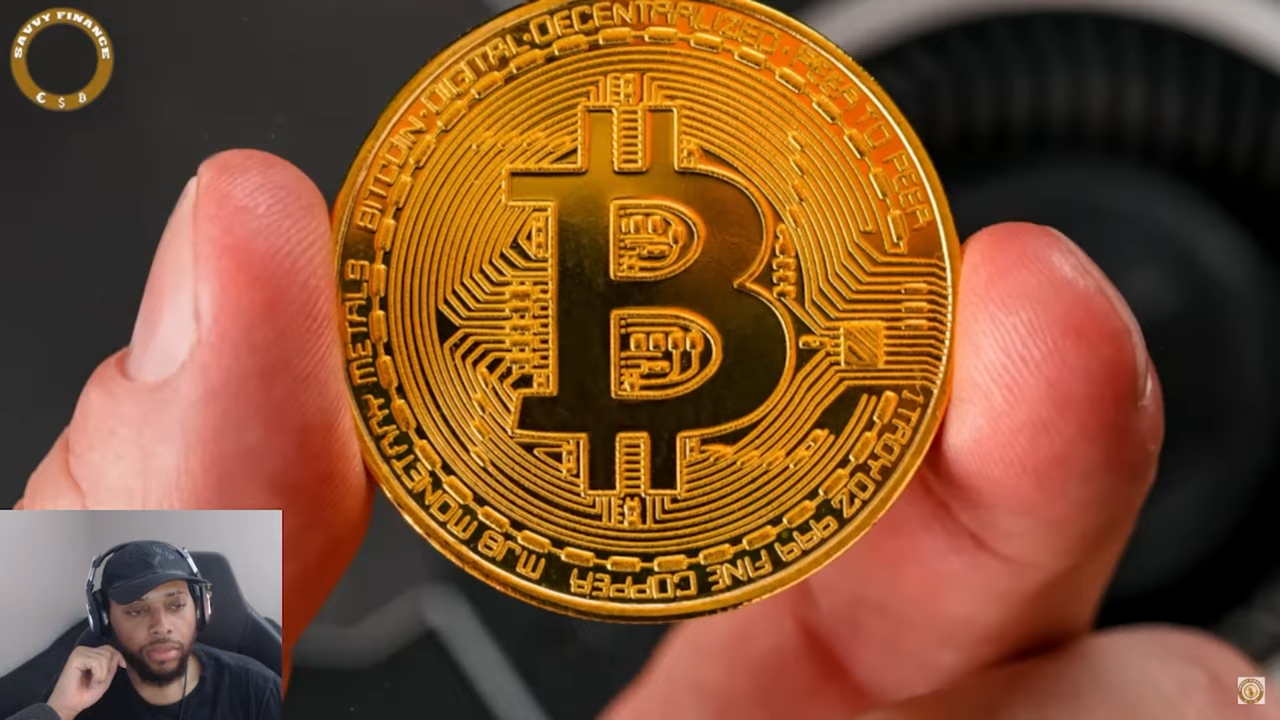 SAVVY FINANCE
€ $ B
BITCOIN·DIGITAL·DECENTRALIZED·PEER TO PEER
1 TROY OZ .999 FINE COPPER MJB MONETARY METALS